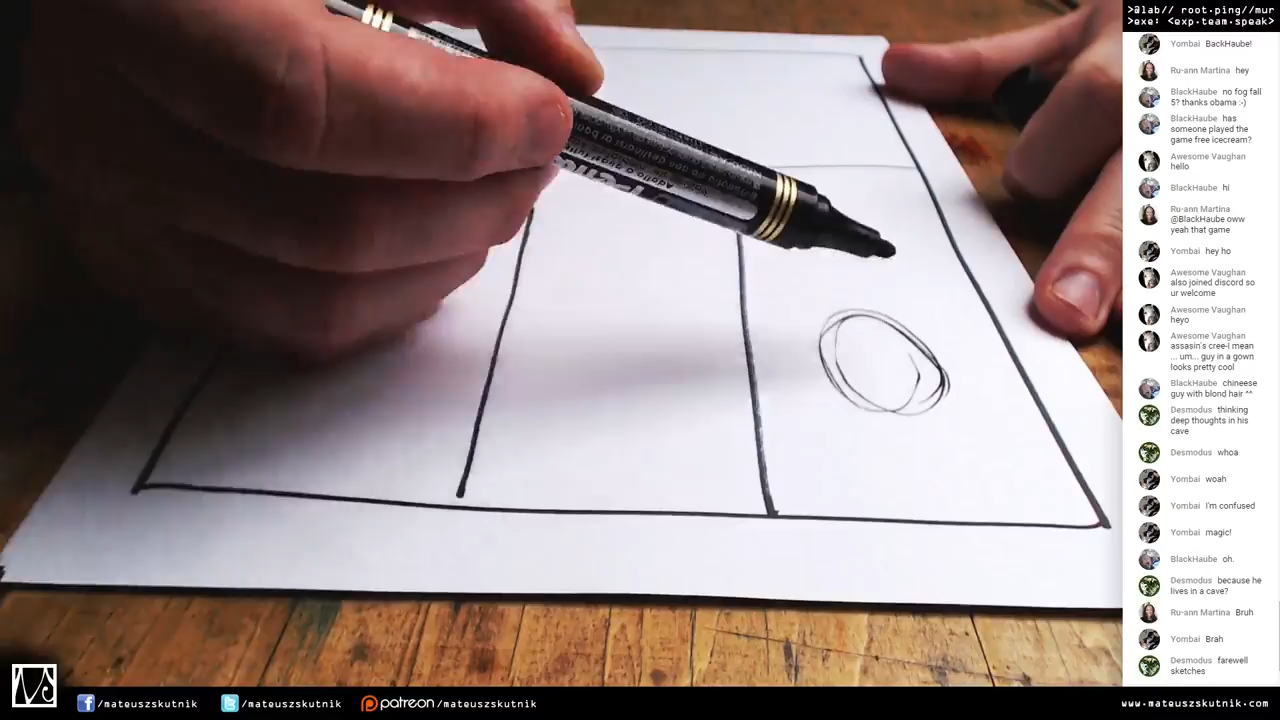 >@lab// root.ping//mur
>exe: <exp.team.speak>
Yombai BackHaube!
Ru-ann Martina hey
BlackHaube no fog fall
5? thanks obama :-)
BlackHaube has
someone played the
game free icecream?
Awesome Vaughan
hello
BlackHaube hi
Ru-ann Martina
@BlackHaube oww
yeah that game
Yombai hey ho
Awesome Vaughan
also joined discord so
ur welcome
Awesome Vaughan
heyo
Awesome Vaughan
assasin's cree-I mean
... um... guy in a gown
looks pretty cool
BlackHaube chineese
guy with blond hair ^^
Desmodus thinking
deep thoughts in his
cave
Desmodus whoa
Yombai woah
Yombai I'm confused
Yombai magic!
BlackHaube oh.
Desmodus because he
lives in a cave?
Ru-ann Martina Bruh
Yombai Brah
Desmodus farewell
sketches
/mateuszskutnik
/mateuszskutnik
patreon /mateuszskutnik
www.mateuszskutnik.com